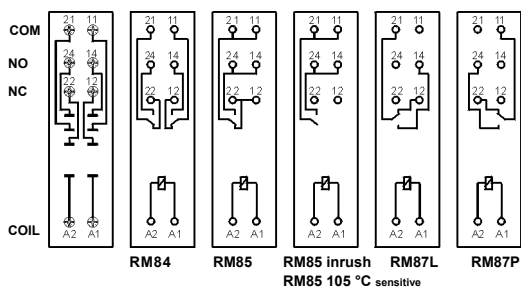 21 11 21 11 21 11 21 11 21 11 21 11
COM
24 14 24 14 24 14 24 14 24 14 24 14
NO
22 12 22 12 22 12 22 12 22 12 22 12
NC
COIL
A2 A1 A2 A1 A2 A1 A2 A1 A2 A1 A2 A1
RM84 RM85 RM85 inrush RM87L RM87P
RM85 105 °C sensitive